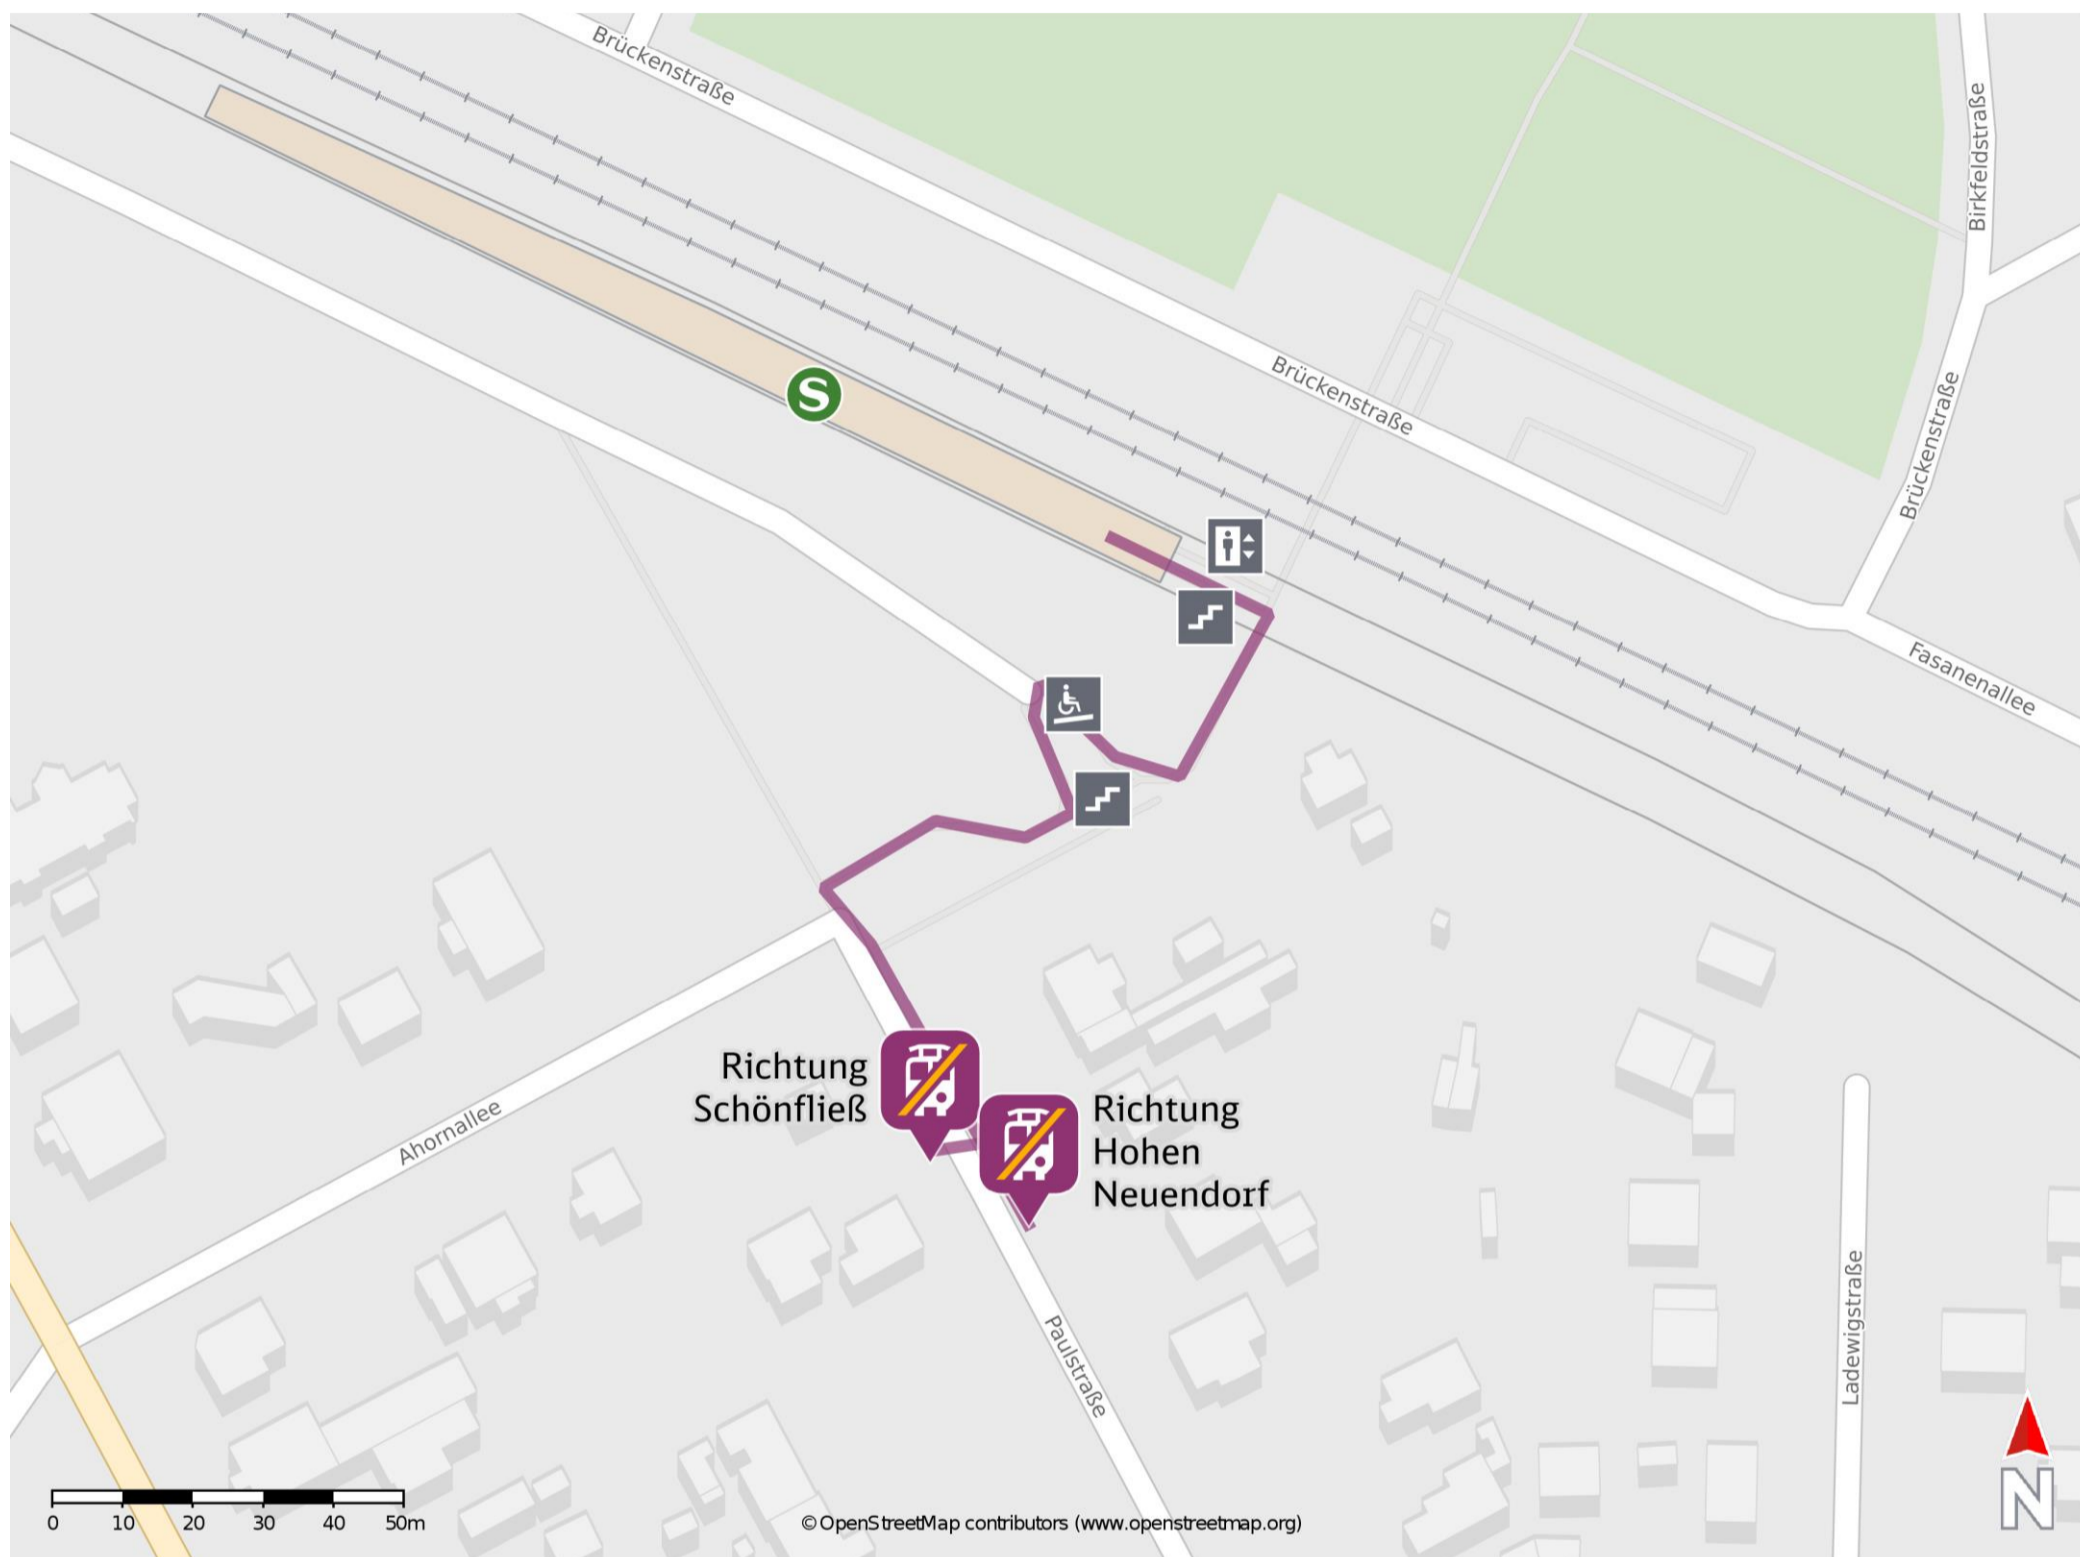 Brückenstraße
Birkfeldstraße
Brückenstraße
Brückenstraße
S
Fasanenallee
Richtung
Schönfließ
Richtung
Hohen
Neuendorf
Ahornallee
Paulstraße
Ladewigstraße
0 10 20 30 40 50m
© OpenStreetMap contributors (www.openstreetmap.org)
N